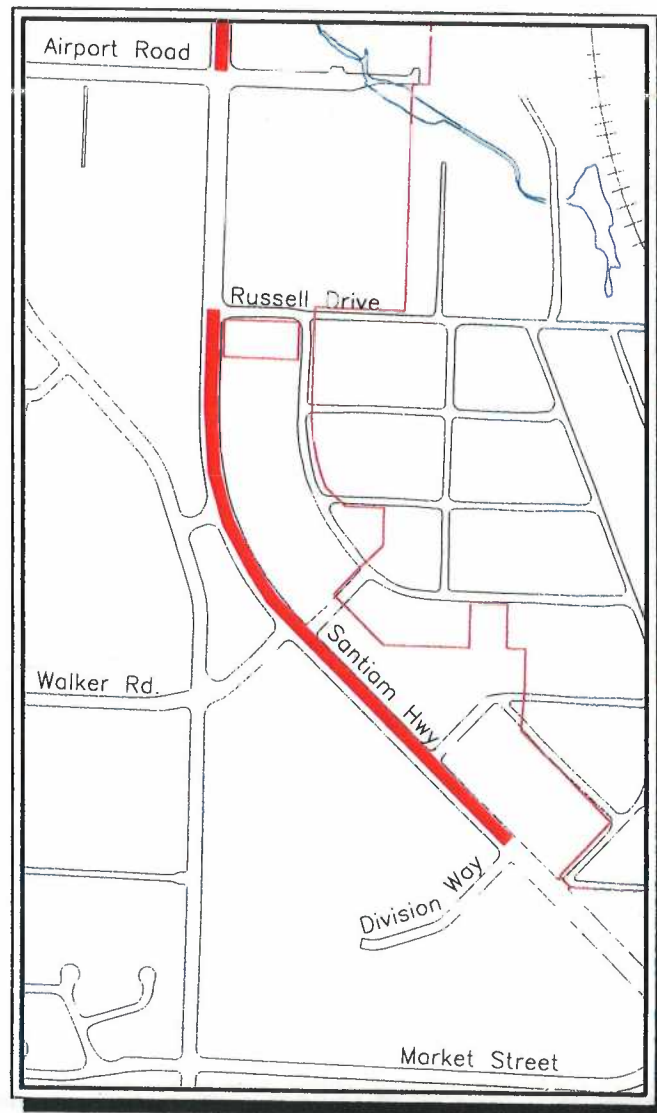 Airport Road
Russell Drive
Santiam Hwy
Walker Rd.
Division Way
Market Street